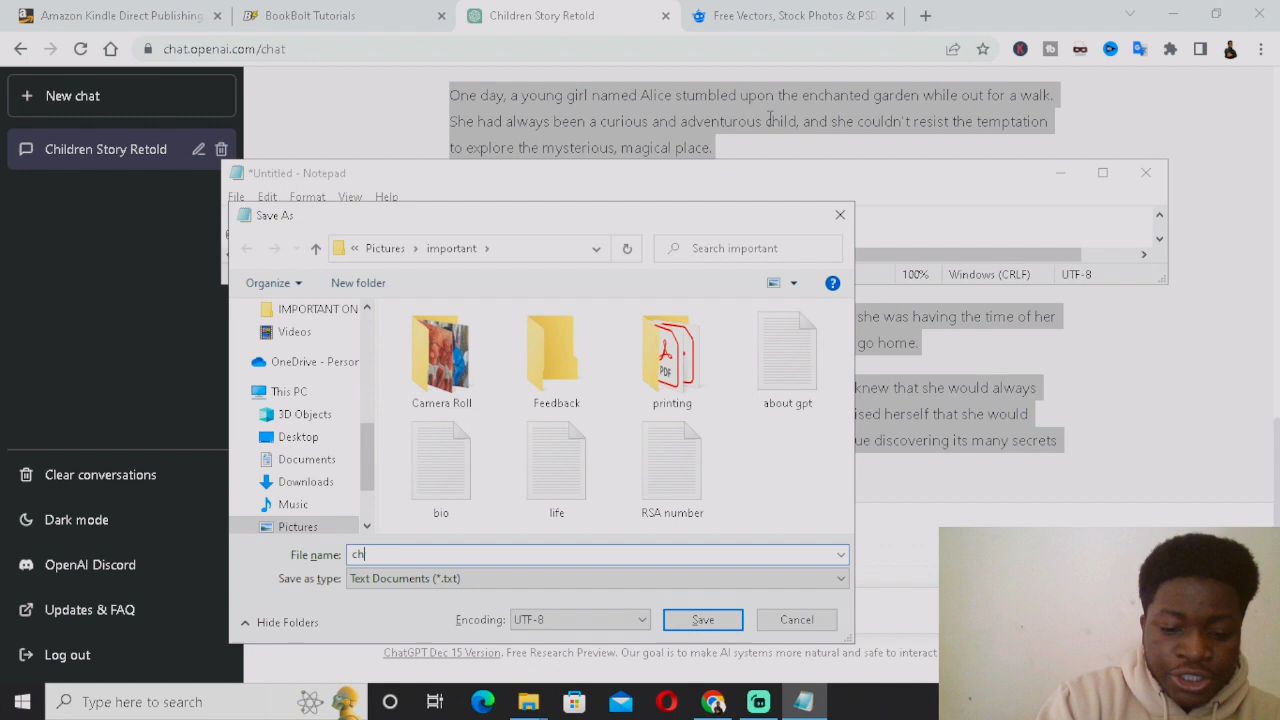 Amazon Kindle Direct Publishing
BookBolt Tutorials
Children Story Retold
Free Vectors, Stock Photos & PSD
chat.openai.com/chat
New chat
Children Story Retold
One day, a young girl named Alice stumbled upon the enchanted garden while out for a walk.
She had always been a curious and adventurous child, and she couldn't resist the temptation
to explore the mysterious, magical place.
*Untitled - Notepad
File Edit Format View Help
100% Windows (CRLF) UTF-8
Save As
« Pictures › important ›
Search important
Organize
New folder
IMPORTANT ON
Videos
OneDrive - Person
This PC
3D Objects
Desktop
Documents
Downloads
Music
Pictures
Camera Roll
Feedback
printing
about gpt
bio
life
RSA number
PDF
she was having the time of her
go home.
knew that she would always
ised herself that she would
ue discovering its many secrets
File name: ch
Save as type: Text Documents (*.txt)
Hide Folders
Encoding: UTF-8
Save
Cancel
Clear conversations
Dark mode
OpenAI Discord
Updates & FAQ
Log out
ChatGPT Dec 15 Version. Free Research Preview. Our goal is to make AI systems more natural and safe to interact
Type here to search